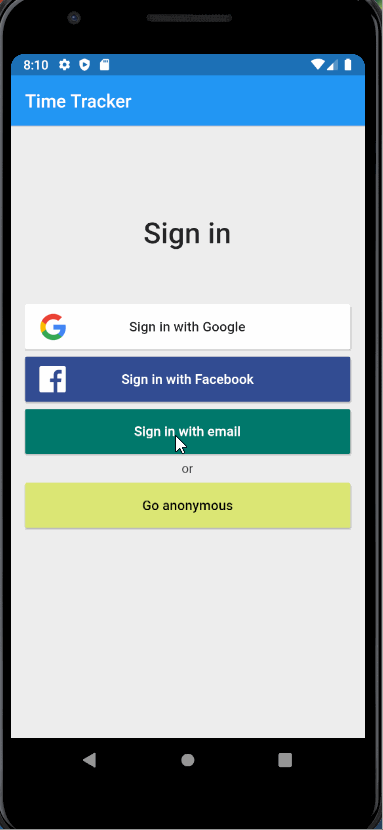 8:10
Time Tracker
Sign in
Sign in with Google
Sign in with Facebook
Sign in with email
or
Go anonymous